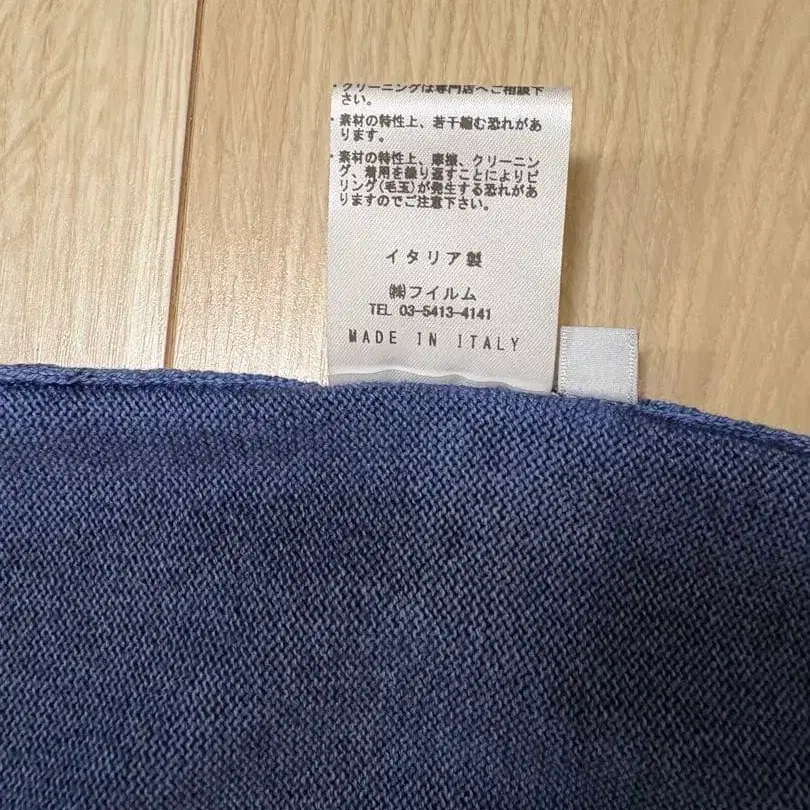 ・クリーニングは専門店へご相談下
さい。
・素材の特性上、若干縮む恐れがあ
ります。
・素材の特性上、摩擦、クリーニン
グ、着用を繰り返すことによりピ
リング(毛玉)が発生する恐れがあ
りますのでご注意下さい。
イタリア製
㈱フイルム
TEL 03-5413-4141
MADE IN ITALY